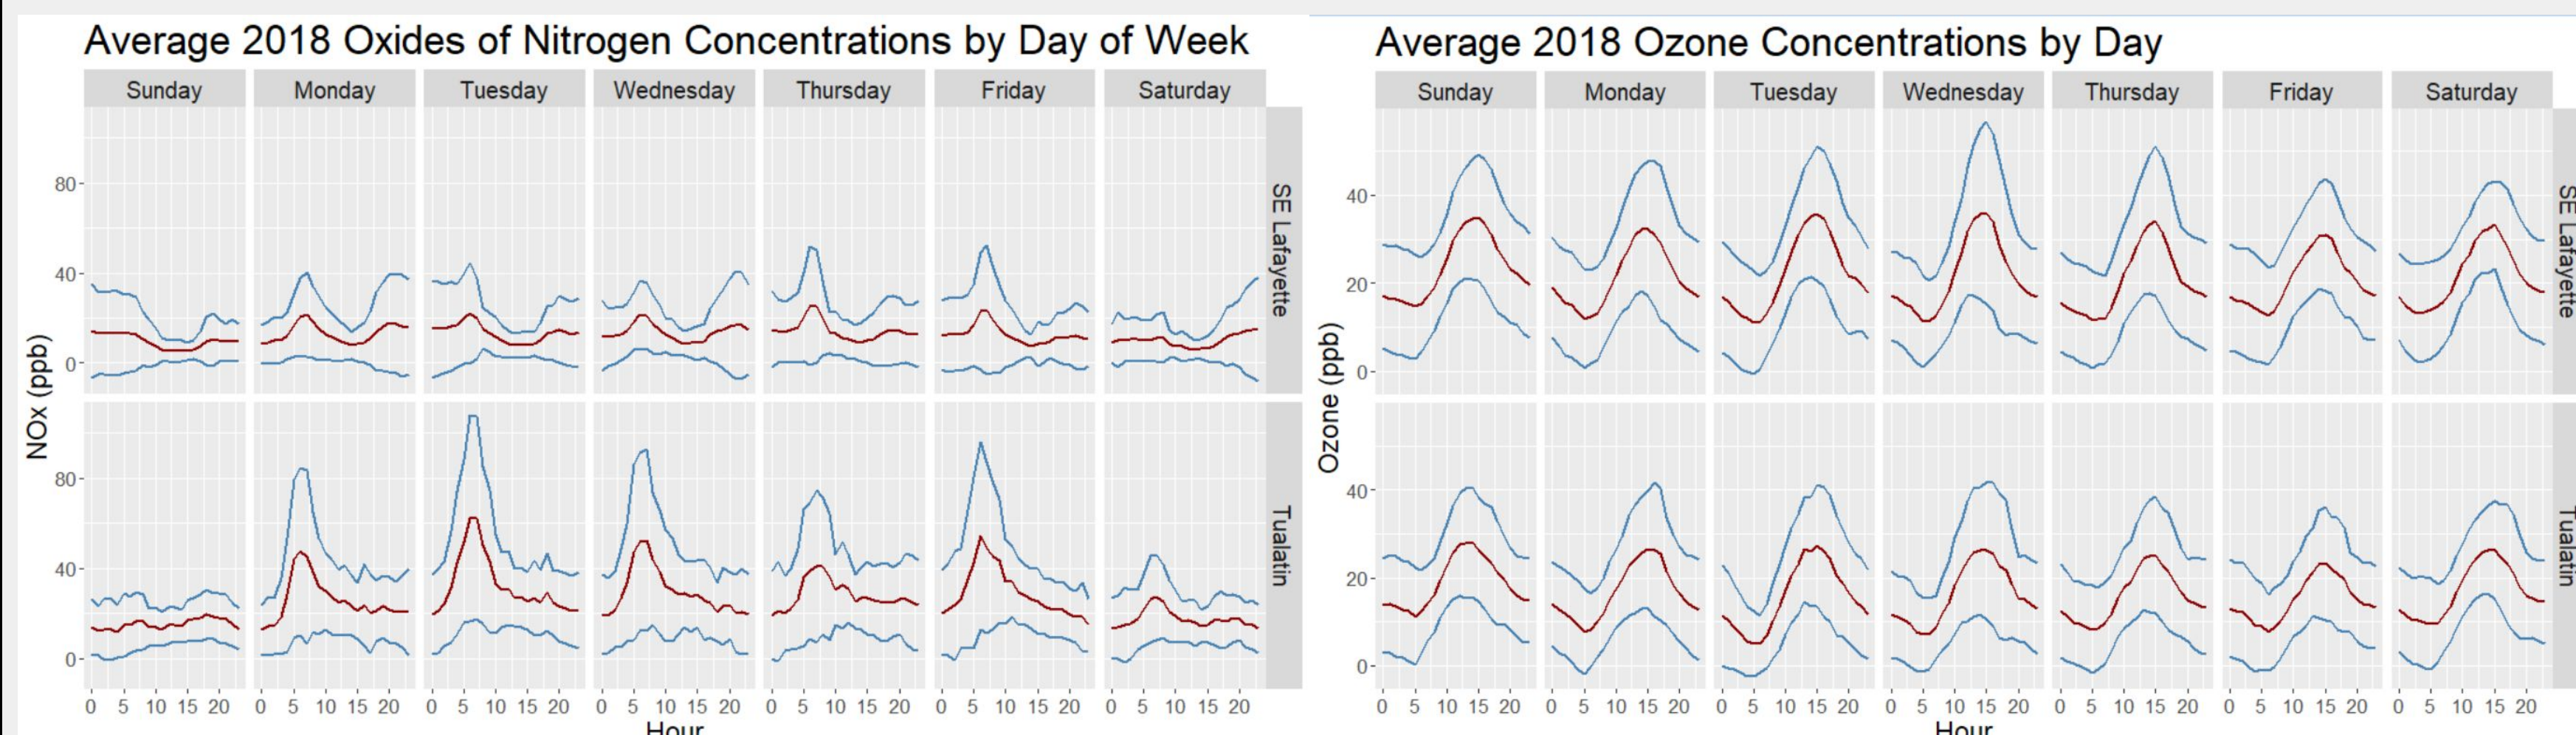 Average 2018 Oxides of Nitrogen Concentrations by Day of Week
Sunday Monday Tuesday Wednesday Thursday Friday Saturday
80
40
0
SE Lafayette
NOx (ppb)
80
40
0
Tualatin
0 5 10 15 20 0 5 10 15 20 0 5 10 15 20 0 5 10 15 20 0 5 10 15 20 0 5 10 15 20 0 5 10 15 20
Hour
Average 2018 Ozone Concentrations by Day
Sunday Monday Tuesday Wednesday Thursday Friday Saturday
40
20
0
SE Lafayette
Ozone (ppb)
40
20
0
Tualatin
0 5 10 15 20 0 5 10 15 20 0 5 10 15 20 0 5 10 15 20 0 5 10 15 20 0 5 10 15 20 0 5 10 15 20
Hour